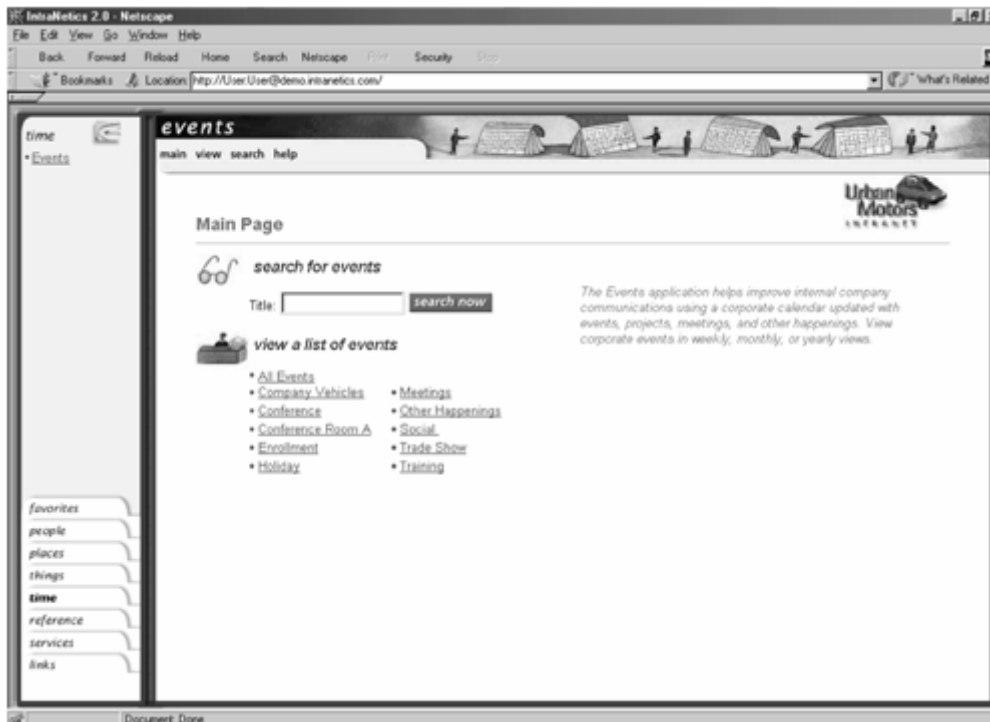 IntraNetics 2.0 - Netscape
File Edit View Go Window Help
Back Forward Reload Home Search Netscape Print Security Stop
Bookmarks Location: http://User.User@demo.intranetics.com/ What's Related
time
• Events
events
main view search help
Urban
Motors
INTRANET
Main Page
search for events
Title: search now
The Events application helps improve internal company
communications using a corporate calendar updated with
events, projects, meetings, and other happenings. View
corporate events in weekly, monthly, or yearly views.
view a list of events
• All Events
• Company Vehicles • Meetings
• Conference • Other Happenings
• Conference Room A • Social
• Enrollment • Trade Show
• Holiday • Training
favorites
people
places
things
time
reference
services
links
Document: Done